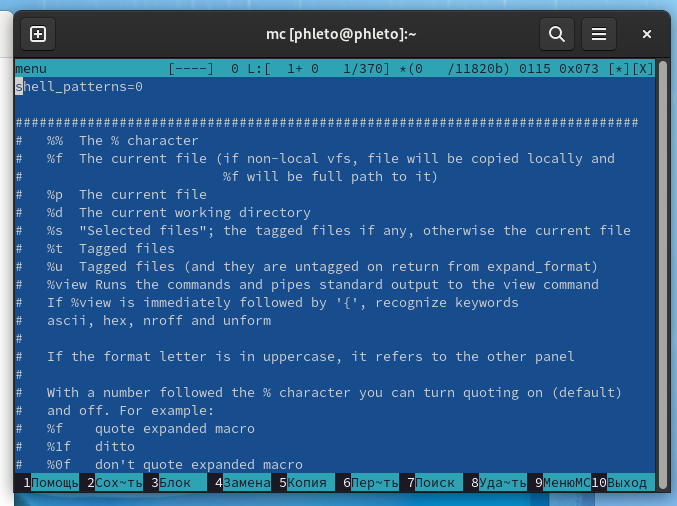 mc [phleto@phleto]:~
menu [----] 0 L:[ 1+ 0 1/370] *(0 /11820b) 0115 0x073 [*][X]
shell_patterns=0
##############################################################################
# %% The % character
# %f The current file (if non-local vfs, file will be copied locally and
# %f will be full path to it)
# %p The current file
# %d The current working directory
# %s "Selected files"; the tagged files if any, otherwise the current file
# %t Tagged files
# %u Tagged files (and they are untagged on return from expand_format)
# %view Runs the commands and pipes standard output to the view command
# If %view is immediately followed by '{', recognize keywords
# ascii, hex, nroff and unform
#
# If the format letter is in uppercase, it refers to the other panel
#
# With a number followed the % character you can turn quoting on (default)
# and off. For example:
# %f quote expanded macro
# %1f ditto
# %0f don't quote expanded macro
1Помощь 2Сох~ть 3Блок 4Замена 5Копия 6Пер~ть 7Поиск 8Уда~ть 9МенюMC 10Выход